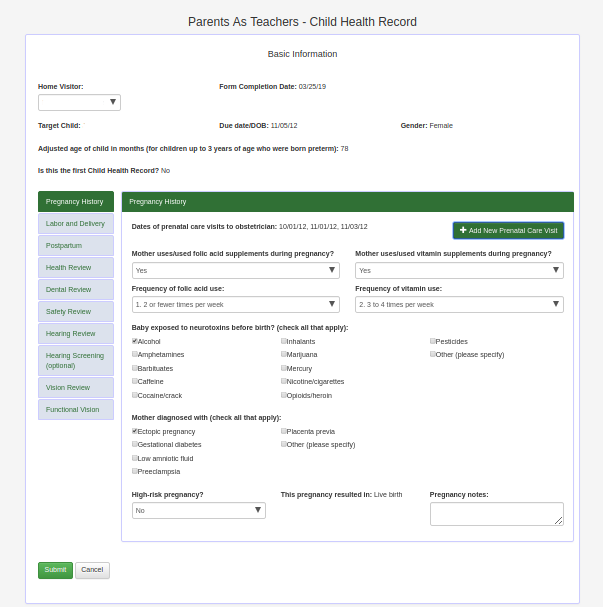 Parents As Teachers - Child Health Record
Basic Information
Home Visitor:
Form Completion Date: 03/25/19
Target Child:
Due date/DOB: 11/05/12
Gender: Female
Adjusted age of child in months (for children up to 3 years of age who were born preterm): 78
Is this the first Child Health Record? No
Pregnancy History
Labor and Delivery
Postpartum
Health Review
Dental Review
Safety Review
Hearing Review
Hearing Screening
(optional)
Vision Review
Functional Vision
Pregnancy History
Dates of prenatal care visits to obstetrician: 10/01/12, 11/01/12, 11/03/12
Add New Prenatal Care Visit
Mother uses/used folic acid supplements during pregnancy?
Yes
Mother uses/used vitamin supplements during pregnancy?
Yes
Frequency of folic acid use:
1. 2 or fewer times per week
Frequency of vitamin use:
2. 3 to 4 times per week
Baby exposed to neurotoxins before birth? (check all that apply):
Alcohol
Inhalants
Pesticides
Amphetamines
Marijuana
Other (please specify)
Barbituates
Mercury
Caffeine
Nicotine/cigarettes
Cocaine/crack
Opioids/heroin
Mother diagnosed with (check all that apply):
Ectopic pregnancy
Placenta previa
Gestational diabetes
Other (please specify)
Low amniotic fluid
Preeclampsia
High-risk pregnancy?
No
This pregnancy resulted in: Live birth
Pregnancy notes:
Submit
Cancel